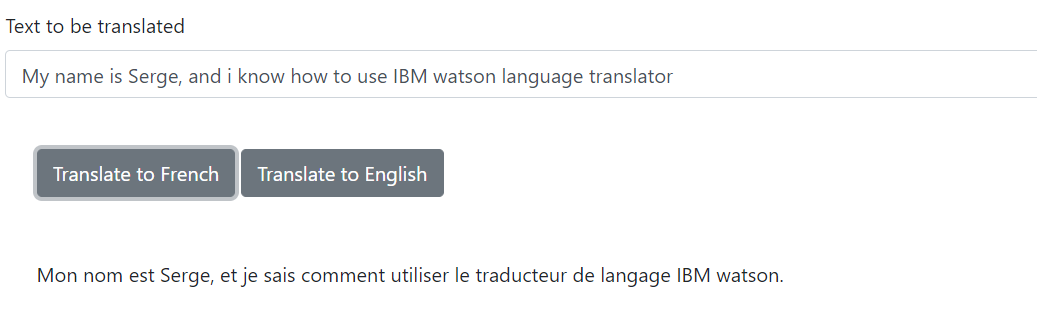 Text to be translated
My name is Serge, and i know how to use IBM watson language translator
Translate to French Translate to English
Mon nom est Serge, et je sais comment utiliser le traducteur de langage IBM watson.